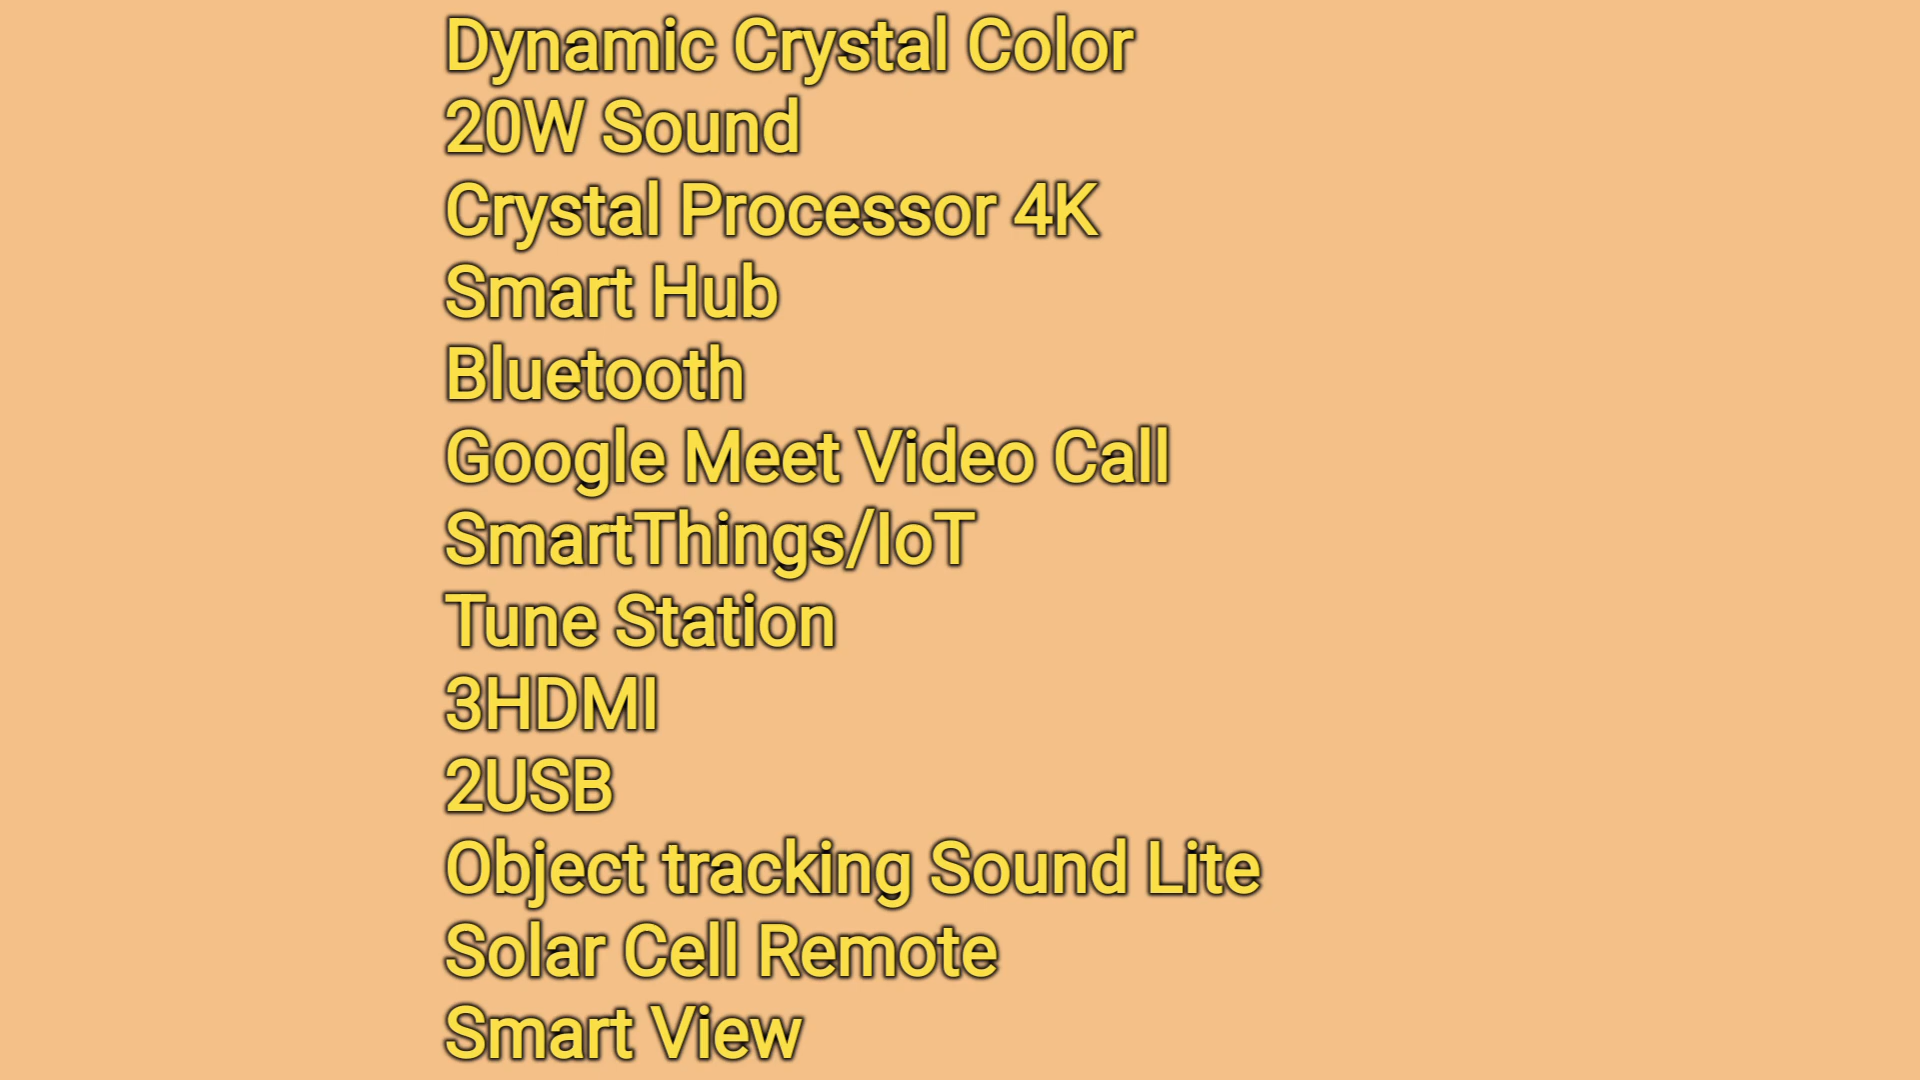 Dynamic Crystal Color
20W Sound
Crystal Processor 4K
Smart Hub
Bluetooth
Google Meet Video Call
SmartThings/IoT
Tune Station
3HDMI
2USB
Object tracking Sound Lite
Solar Cell Remote
Smart View